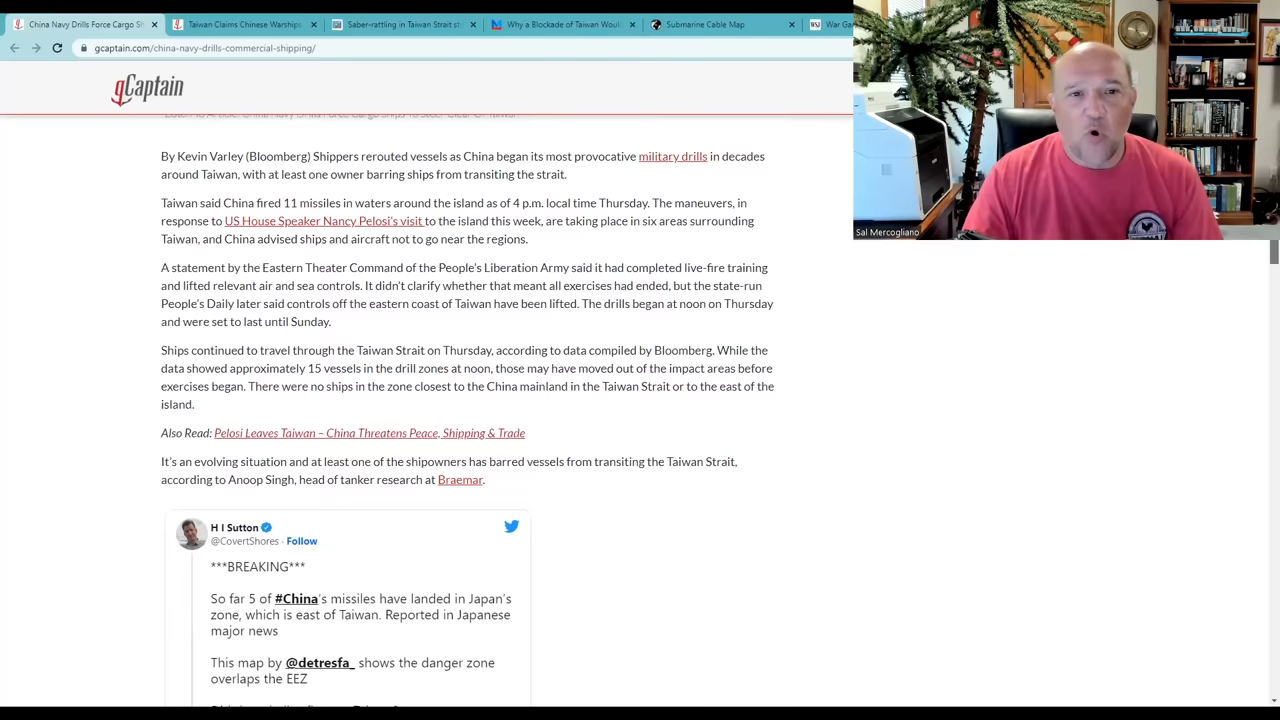 China Navy Drills Force Cargo Sh
Taiwan Claims Chinese Warships
Saber-rattling in Taiwan Strait st
Why a Blockade of Taiwan Woul
Submarine Cable Map
WSJ War Ga
gcaptain.com/china-navy-drills-commercial-shipping/
gCaptain
Listen to Article: China Navy Drills Force Cargo Ships To Steer Clear Of Taiwan
By Kevin Varley (Bloomberg) Shippers rerouted vessels as China began its most provocative military drills in decades
around Taiwan, with at least one owner barring ships from transiting the strait.
Taiwan said China fired 11 missiles in waters around the island as of 4 p.m. local time Thursday. The maneuvers, in
response to US House Speaker Nancy Pelosi's visit to the island this week, are taking place in six areas surrounding
Taiwan, and China advised ships and aircraft not to go near the regions.
A statement by the Eastern Theater Command of the People's Liberation Army said it had completed live-fire training
and lifted relevant air and sea controls. It didn't clarify whether that meant all exercises had ended, but the state-run
People's Daily later said controls off the eastern coast of Taiwan have been lifted. The drills began at noon on Thursday
and were set to last until Sunday.
Ships continued to travel through the Taiwan Strait on Thursday, according to data compiled by Bloomberg. While the
data showed approximately 15 vessels in the drill zones at noon, those may have moved out of the impact areas before
exercises began. There were no ships in the zone closest to the China mainland in the Taiwan Strait or to the east of the
island.
Also Read: Pelosi Leaves Taiwan – China Threatens Peace, Shipping & Trade
It's an evolving situation and at least one of the shipowners has barred vessels from transiting the Taiwan Strait,
according to Anoop Singh, head of tanker research at Braemar.
H I Sutton
@CovertShores · Follow
***BREAKING***
So far 5 of #China's missiles have landed in Japan's
zone, which is east of Taiwan. Reported in Japanese
major news
This map by @detresfa_ shows the danger zone
overlaps the EEZ
Sal Mercogliano